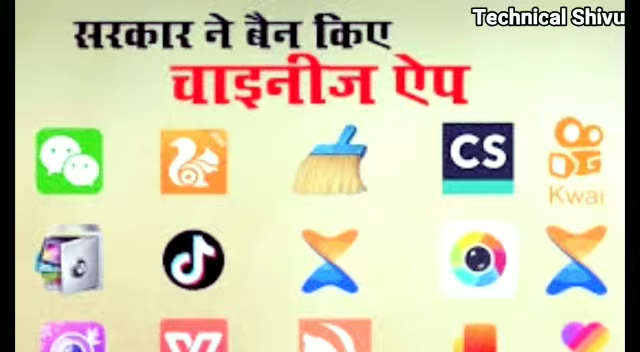 Technical Shivu
सरकार ने बैन किए
चाइनीज ऐप
CS
Kwai